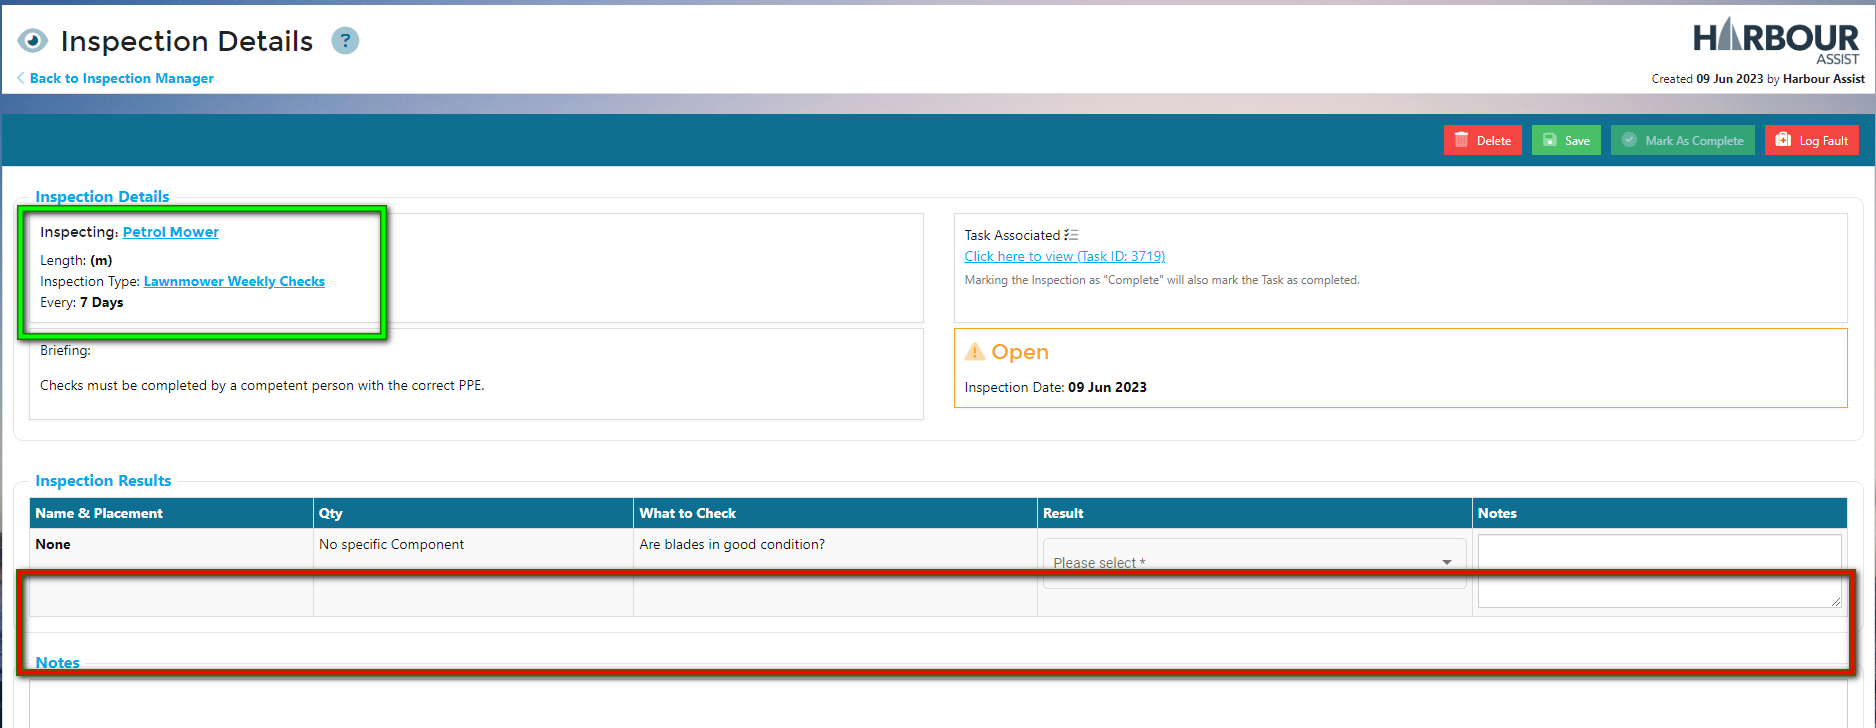 Inspection Details ?
HARBOUR
ASSIST
Back to Inspection Manager
Created 09 Jun 2023 by Harbour Assist
Delete
Save
Mark As Complete
Log Fault
Inspection Details
Inspecting: Petrol Mower
Length: (m)
Inspection Type: Lawnmower Weekly Checks
Every: 7 Days
Task Associated
Click here to view (Task ID: 3719)
Marking the Inspection as "Complete" will also mark the Task as completed.
Briefing:
Checks must be completed by a competent person with the correct PPE.
Open
Inspection Date: 09 Jun 2023
Inspection Results
Name & Placement Qty What to Check Result Notes
None No specific Component Are blades in good condition?
Please select *
Notes